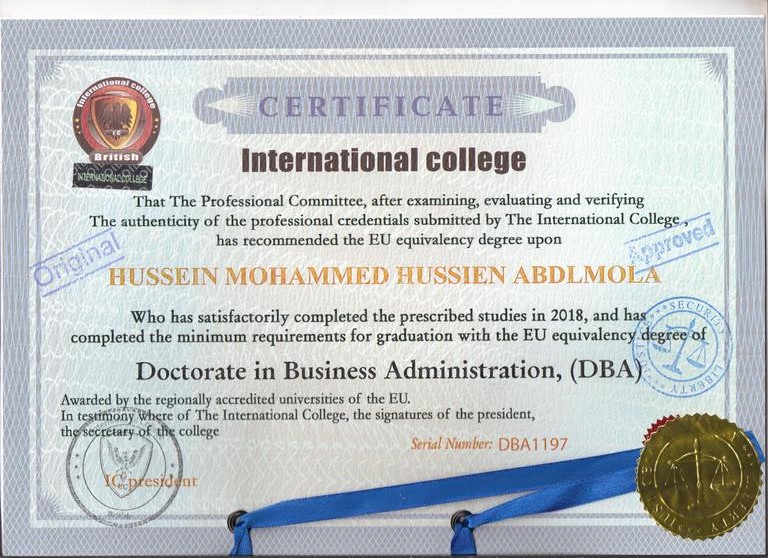 International college
I C
British
INTERNATIONAL COLLEGE
CERTIFICATE
International college
That The Professional Committee, after examining, evaluating and verifying
The authenticity of the professional credentials submitted by The International College,
has recommended the EU equivalency degree upon
Original
Approved
HUSSEIN MOHAMMED HUSSIEN ABDLMOLA
Who has satisfactorily completed the prescribed studies in 2018, and has
completed the minimum requirements for graduation with the EU equivalency degree of
SECURITY
LIBERTY
JUSTICE
Doctorate in Business Administration, (DBA)
Awarded by the regionally accredited universities of the EU.
In testimony where of The International College, the signatures of the president,
the secretary of the college
Serial Number: DBA1197
IC president